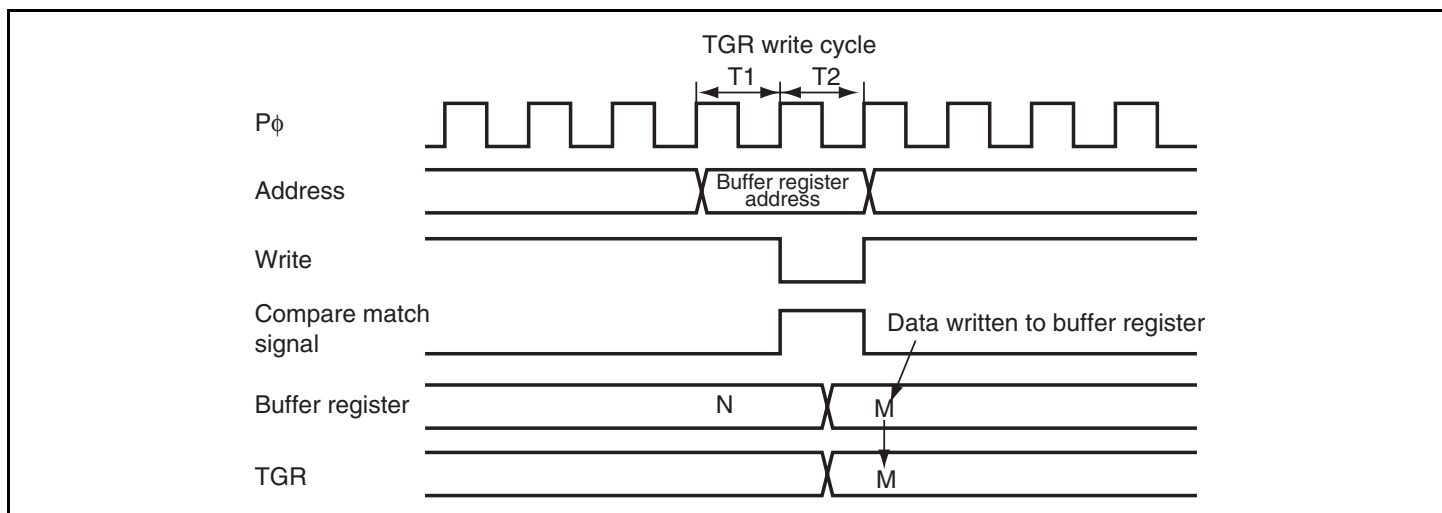 TGR write cycle
T1 T2
Pϕ
Address
Buffer register
address
Write
Compare match
signal
Data written to buffer register
Buffer register
N
M
TGR
M